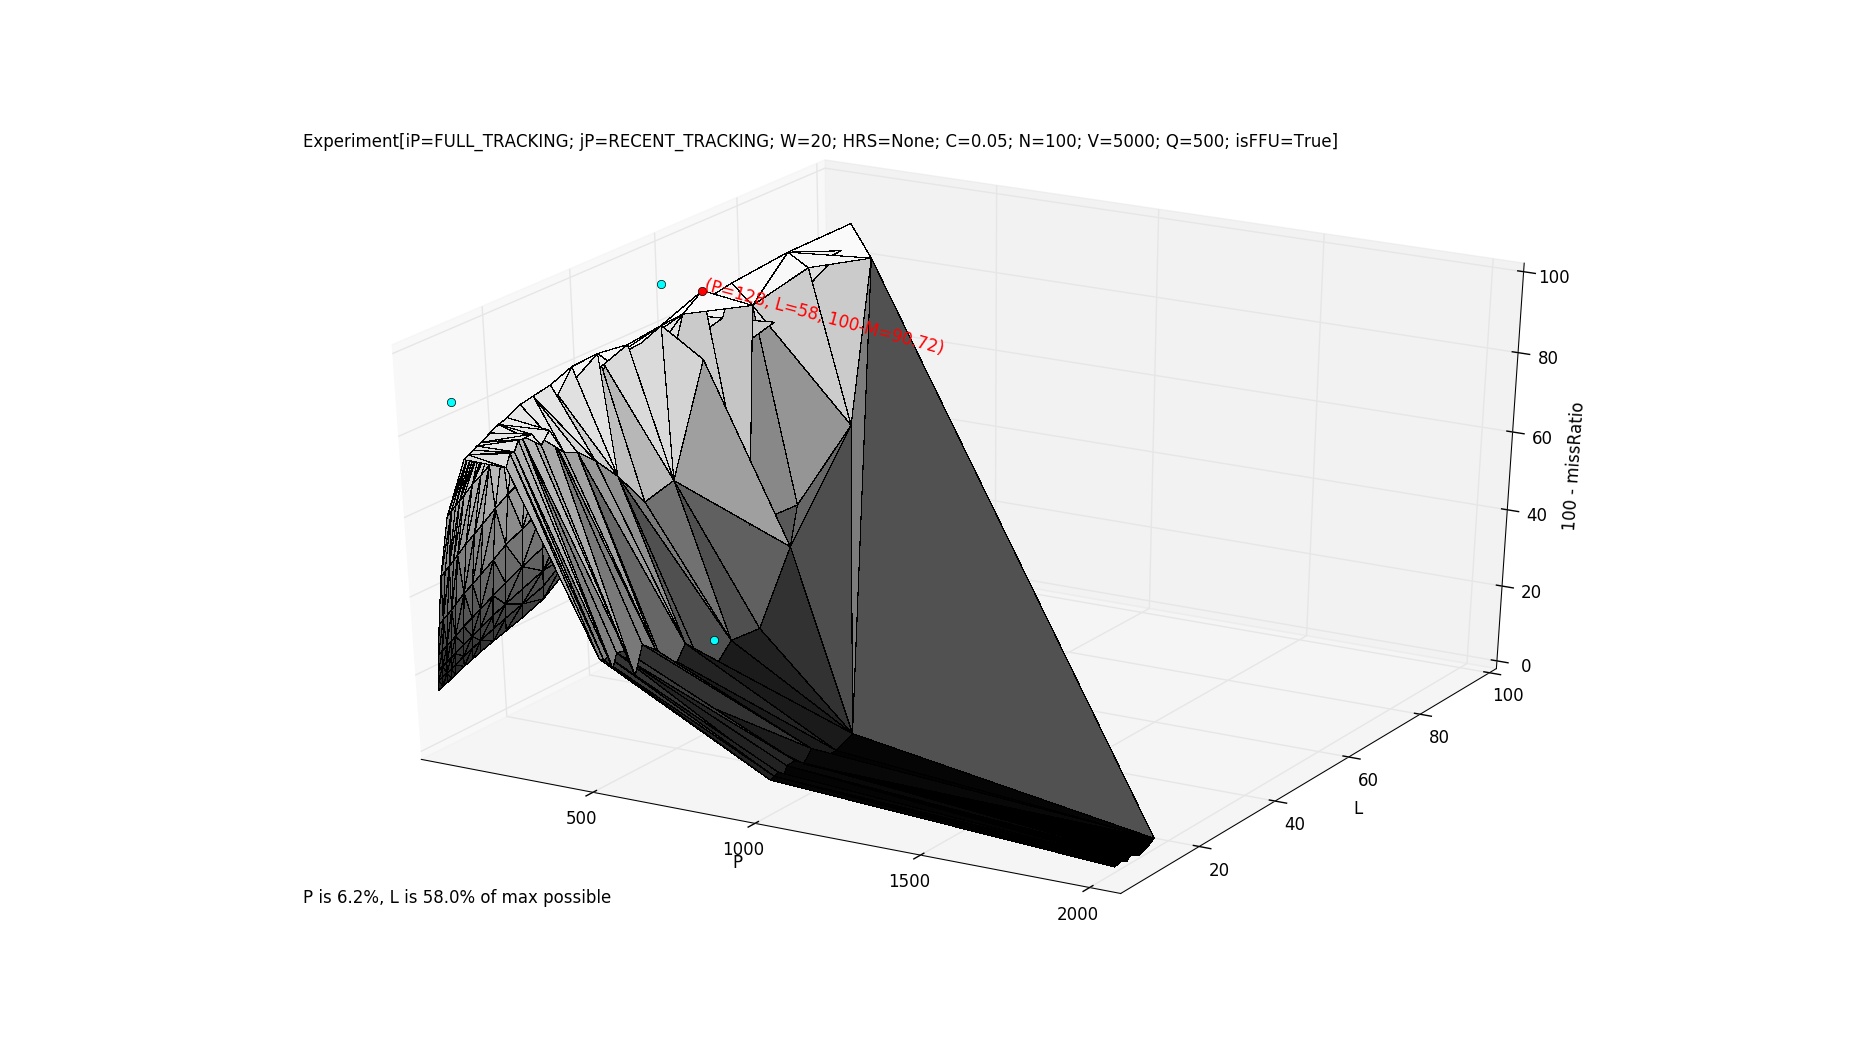 Experiment[iP=FULL_TRACKING; jP=RECENT_TRACKING; W=20; HRS=None; C=0.05; N=100; V=5000; Q=500; isFFU=True]
(P=128, L=58, 100-M=90.72)
100
80
60
40
20
0
100 - missRatio
100
80
60
40
20
L
500
1000
1500
2000
P
P is 6.2%, L is 58.0% of max possible